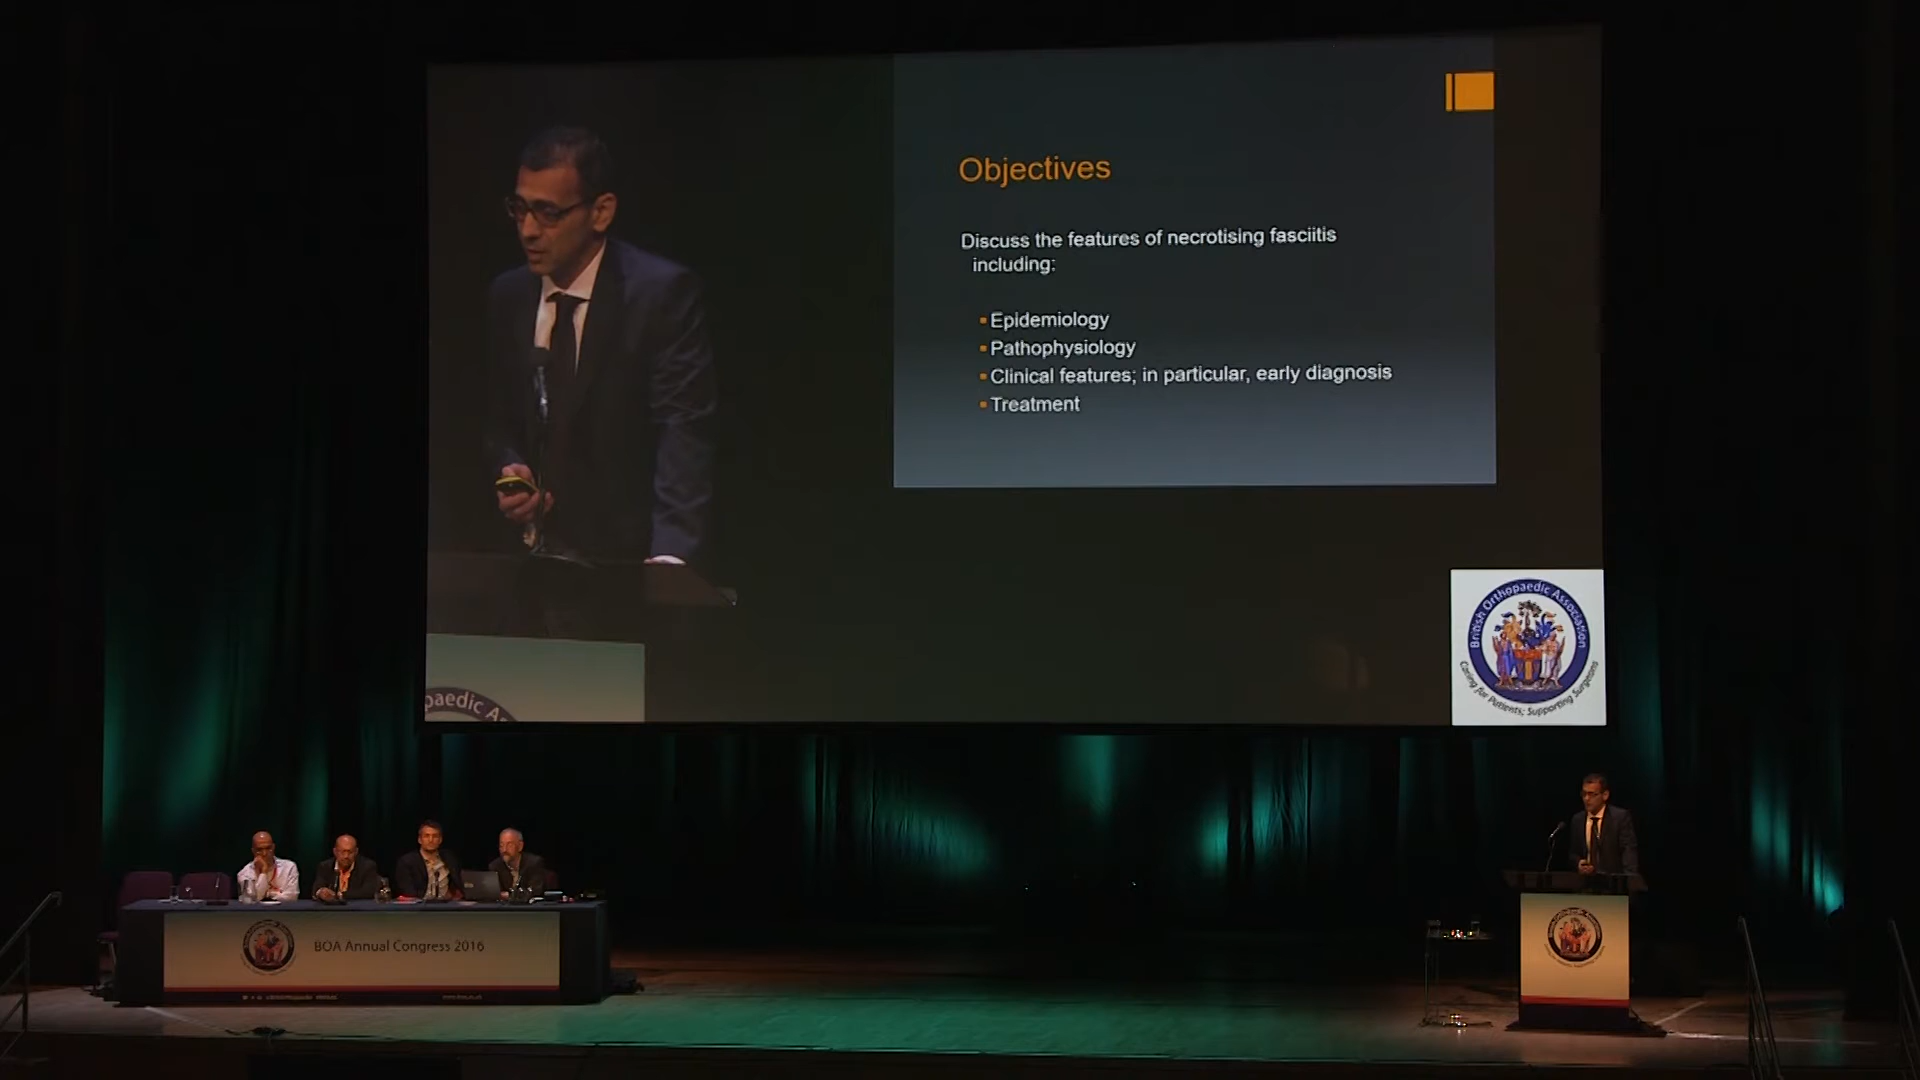 Objectives
Discuss the features of necrotising fasciitis
including:
Epidemiology
Pathophysiology
Clinical features; in particular, early diagnosis
Treatment
British Orthopaedic Association
Caring for Patients; Supporting Surgeons
paedic As
BOA Annual Congress 2016